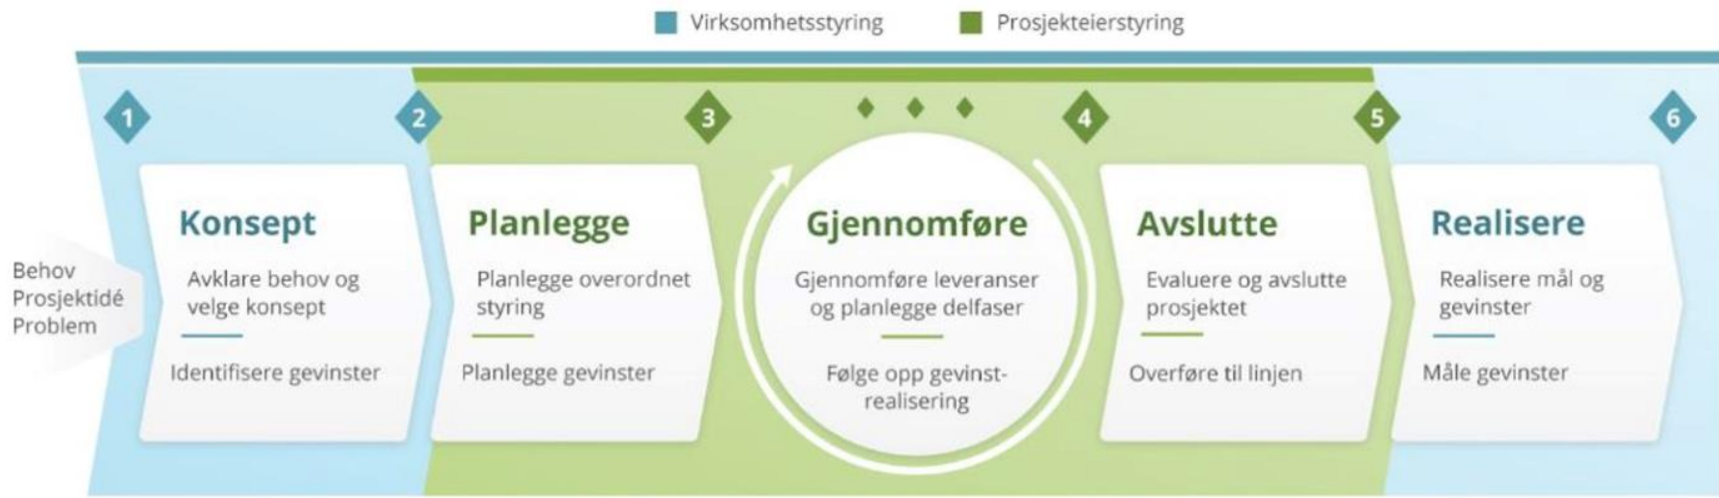 Virksomhetsstyring
Prosjekteierstyring
1
2
3
4
5
6
Behov
Prosjektidé
Problem
Konsept
Avklare behov og
velge konsept
Identifisere gevinster
Planlegge
Planlegge overordnet
styring
Planlegge gevinster
Gjennomføre
Gjennomføre leveranser
og planlegge delfaser
Følge opp gevinst-
realisering
Avslutte
Evaluere og avslutte
prosjektet
Overføre til linjen
Realisere
Realisere mål og
gevinster
Måle gevinster